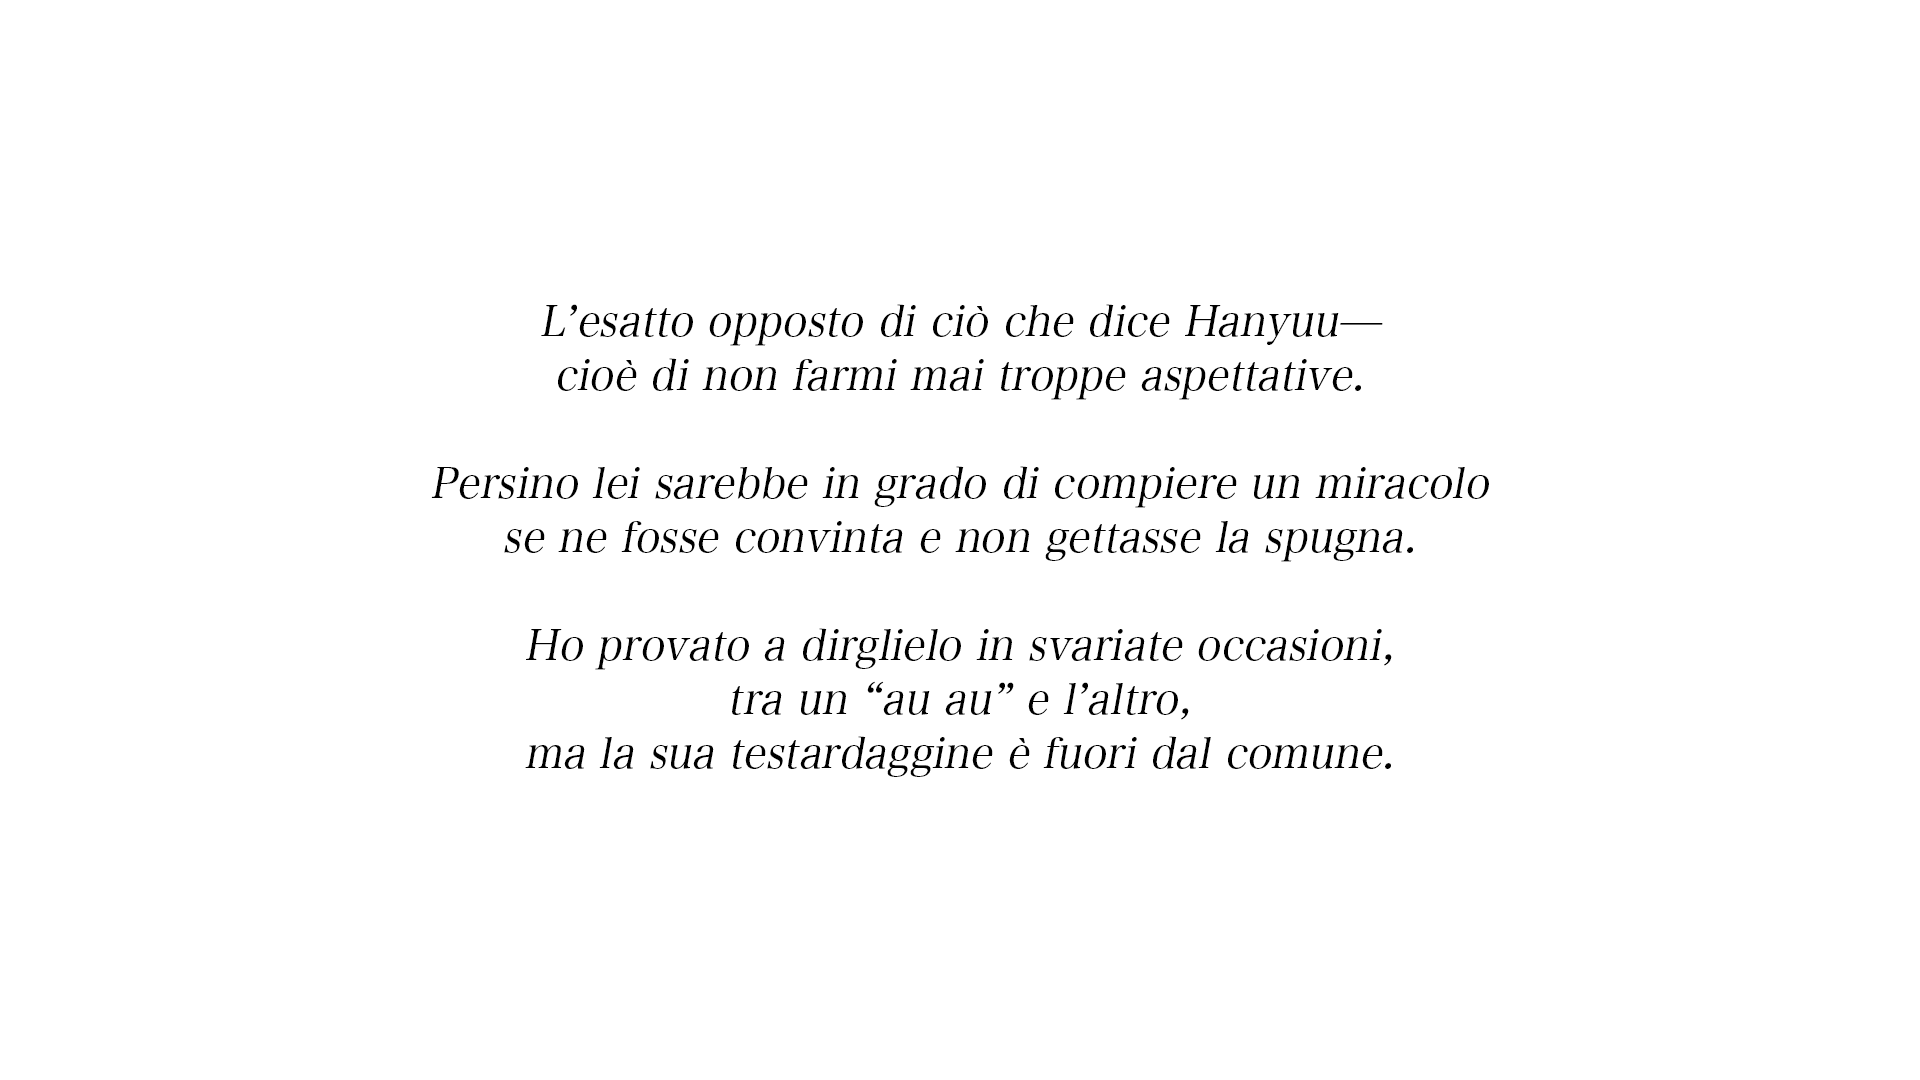 L’esatto opposto di ciò che dice Hanyuu—
cioè di non farmi mai troppe aspettative.
Persino lei sarebbe in grado di compiere un miracolo
se ne fosse convinta e non gettasse la spugna.
Ho provato a dirglielo in svariate occasioni,
tra un “au au” e l’altro,
ma la sua testardaggine è fuori dal comune.